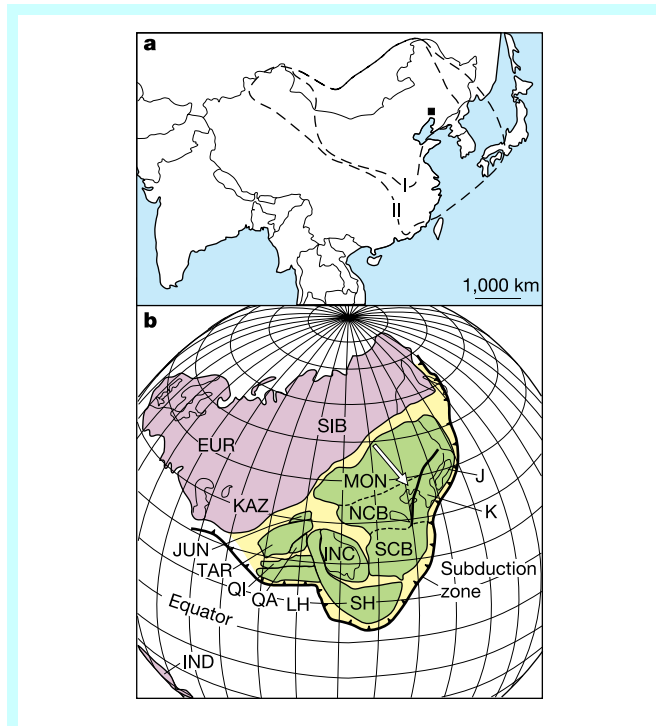 a
I
II
1,000 km
b
SIB
EUR
MON
J
KAZ
NCB
K
JUN
INC
SCB
TAR
QI
QA
LH
SH
Subduction
zone
Equator
IND